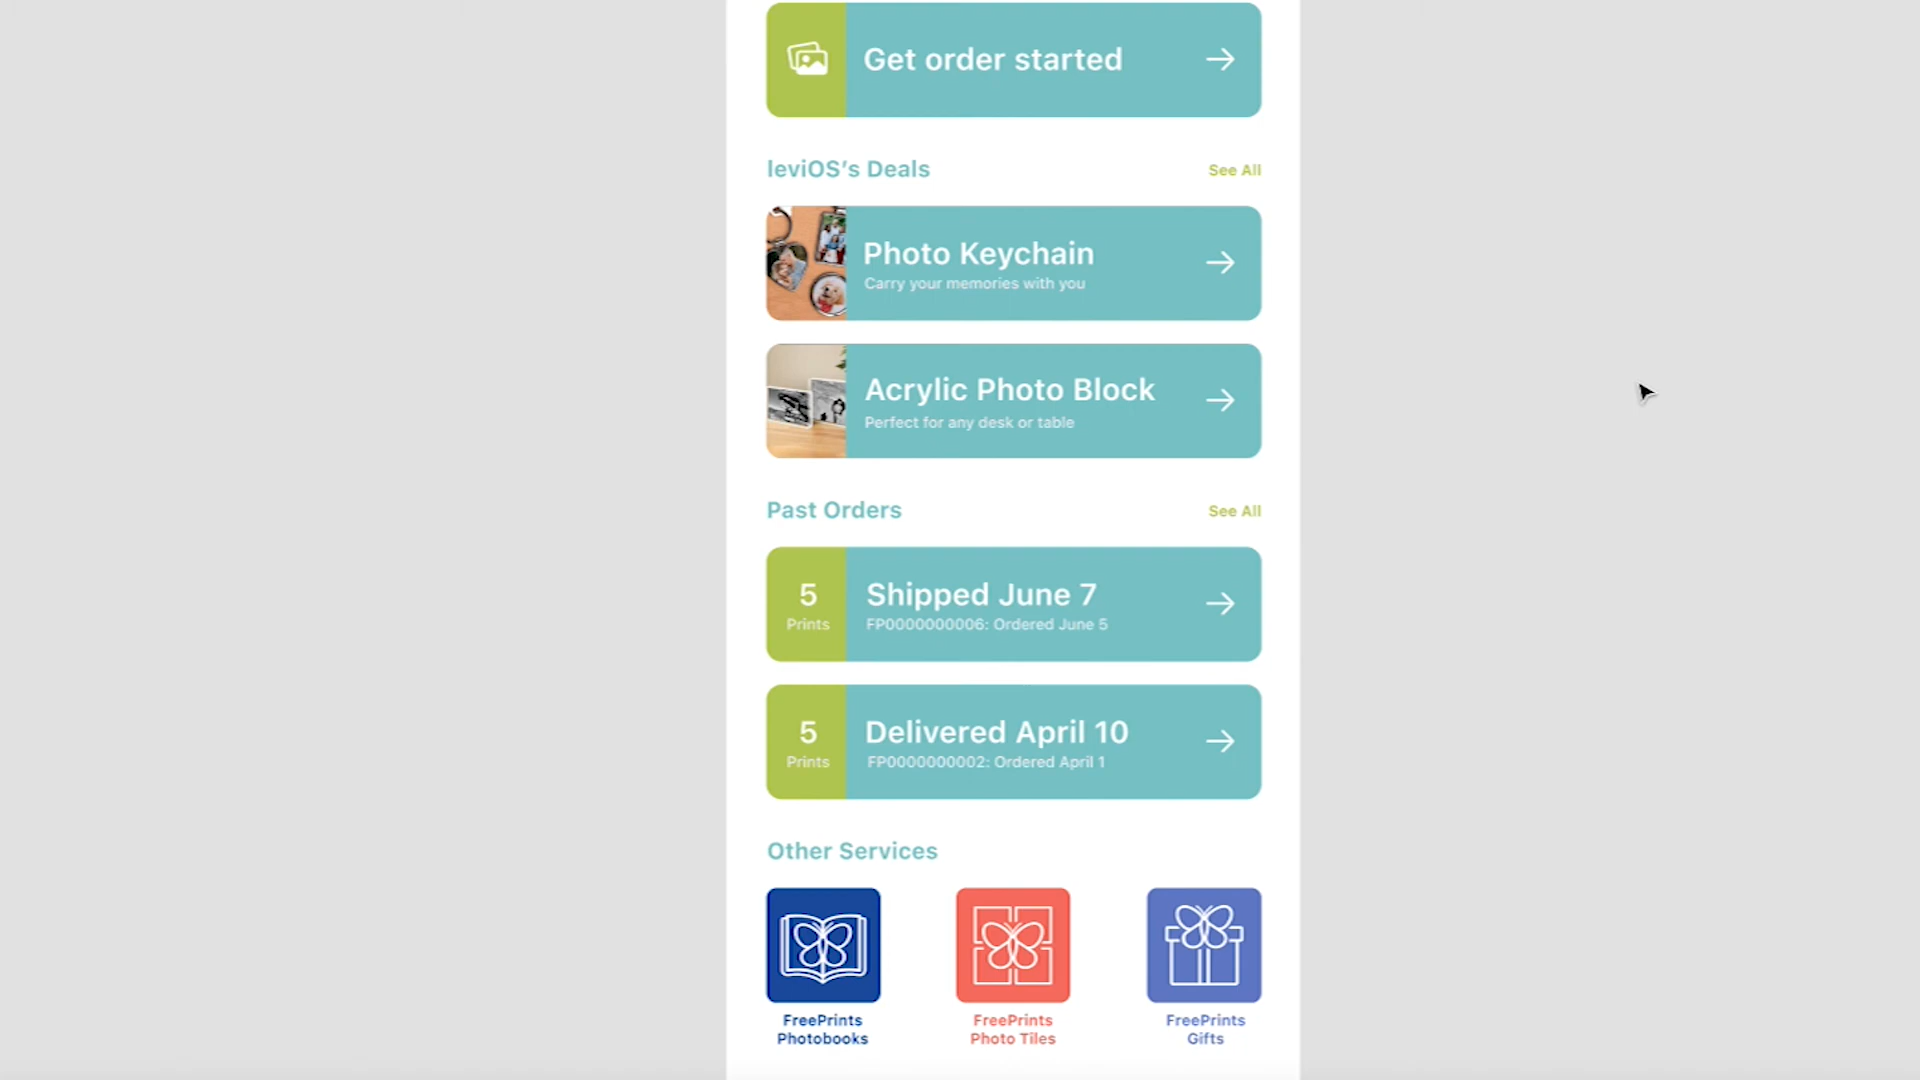 Get order started
leviOS’s Deals
See All
Photo Keychain
Carry your memories with you
Acrylic Photo Block
Perfect for any desk or table
Past Orders
See All
5
Prints
Shipped June 7
FP0000000006: Ordered June 5
5
Prints
Delivered April 10
FP0000000002: Ordered April 1
Other Services
FreePrints
Photobooks
FreePrints
Photo Tiles
FreePrints
Gifts